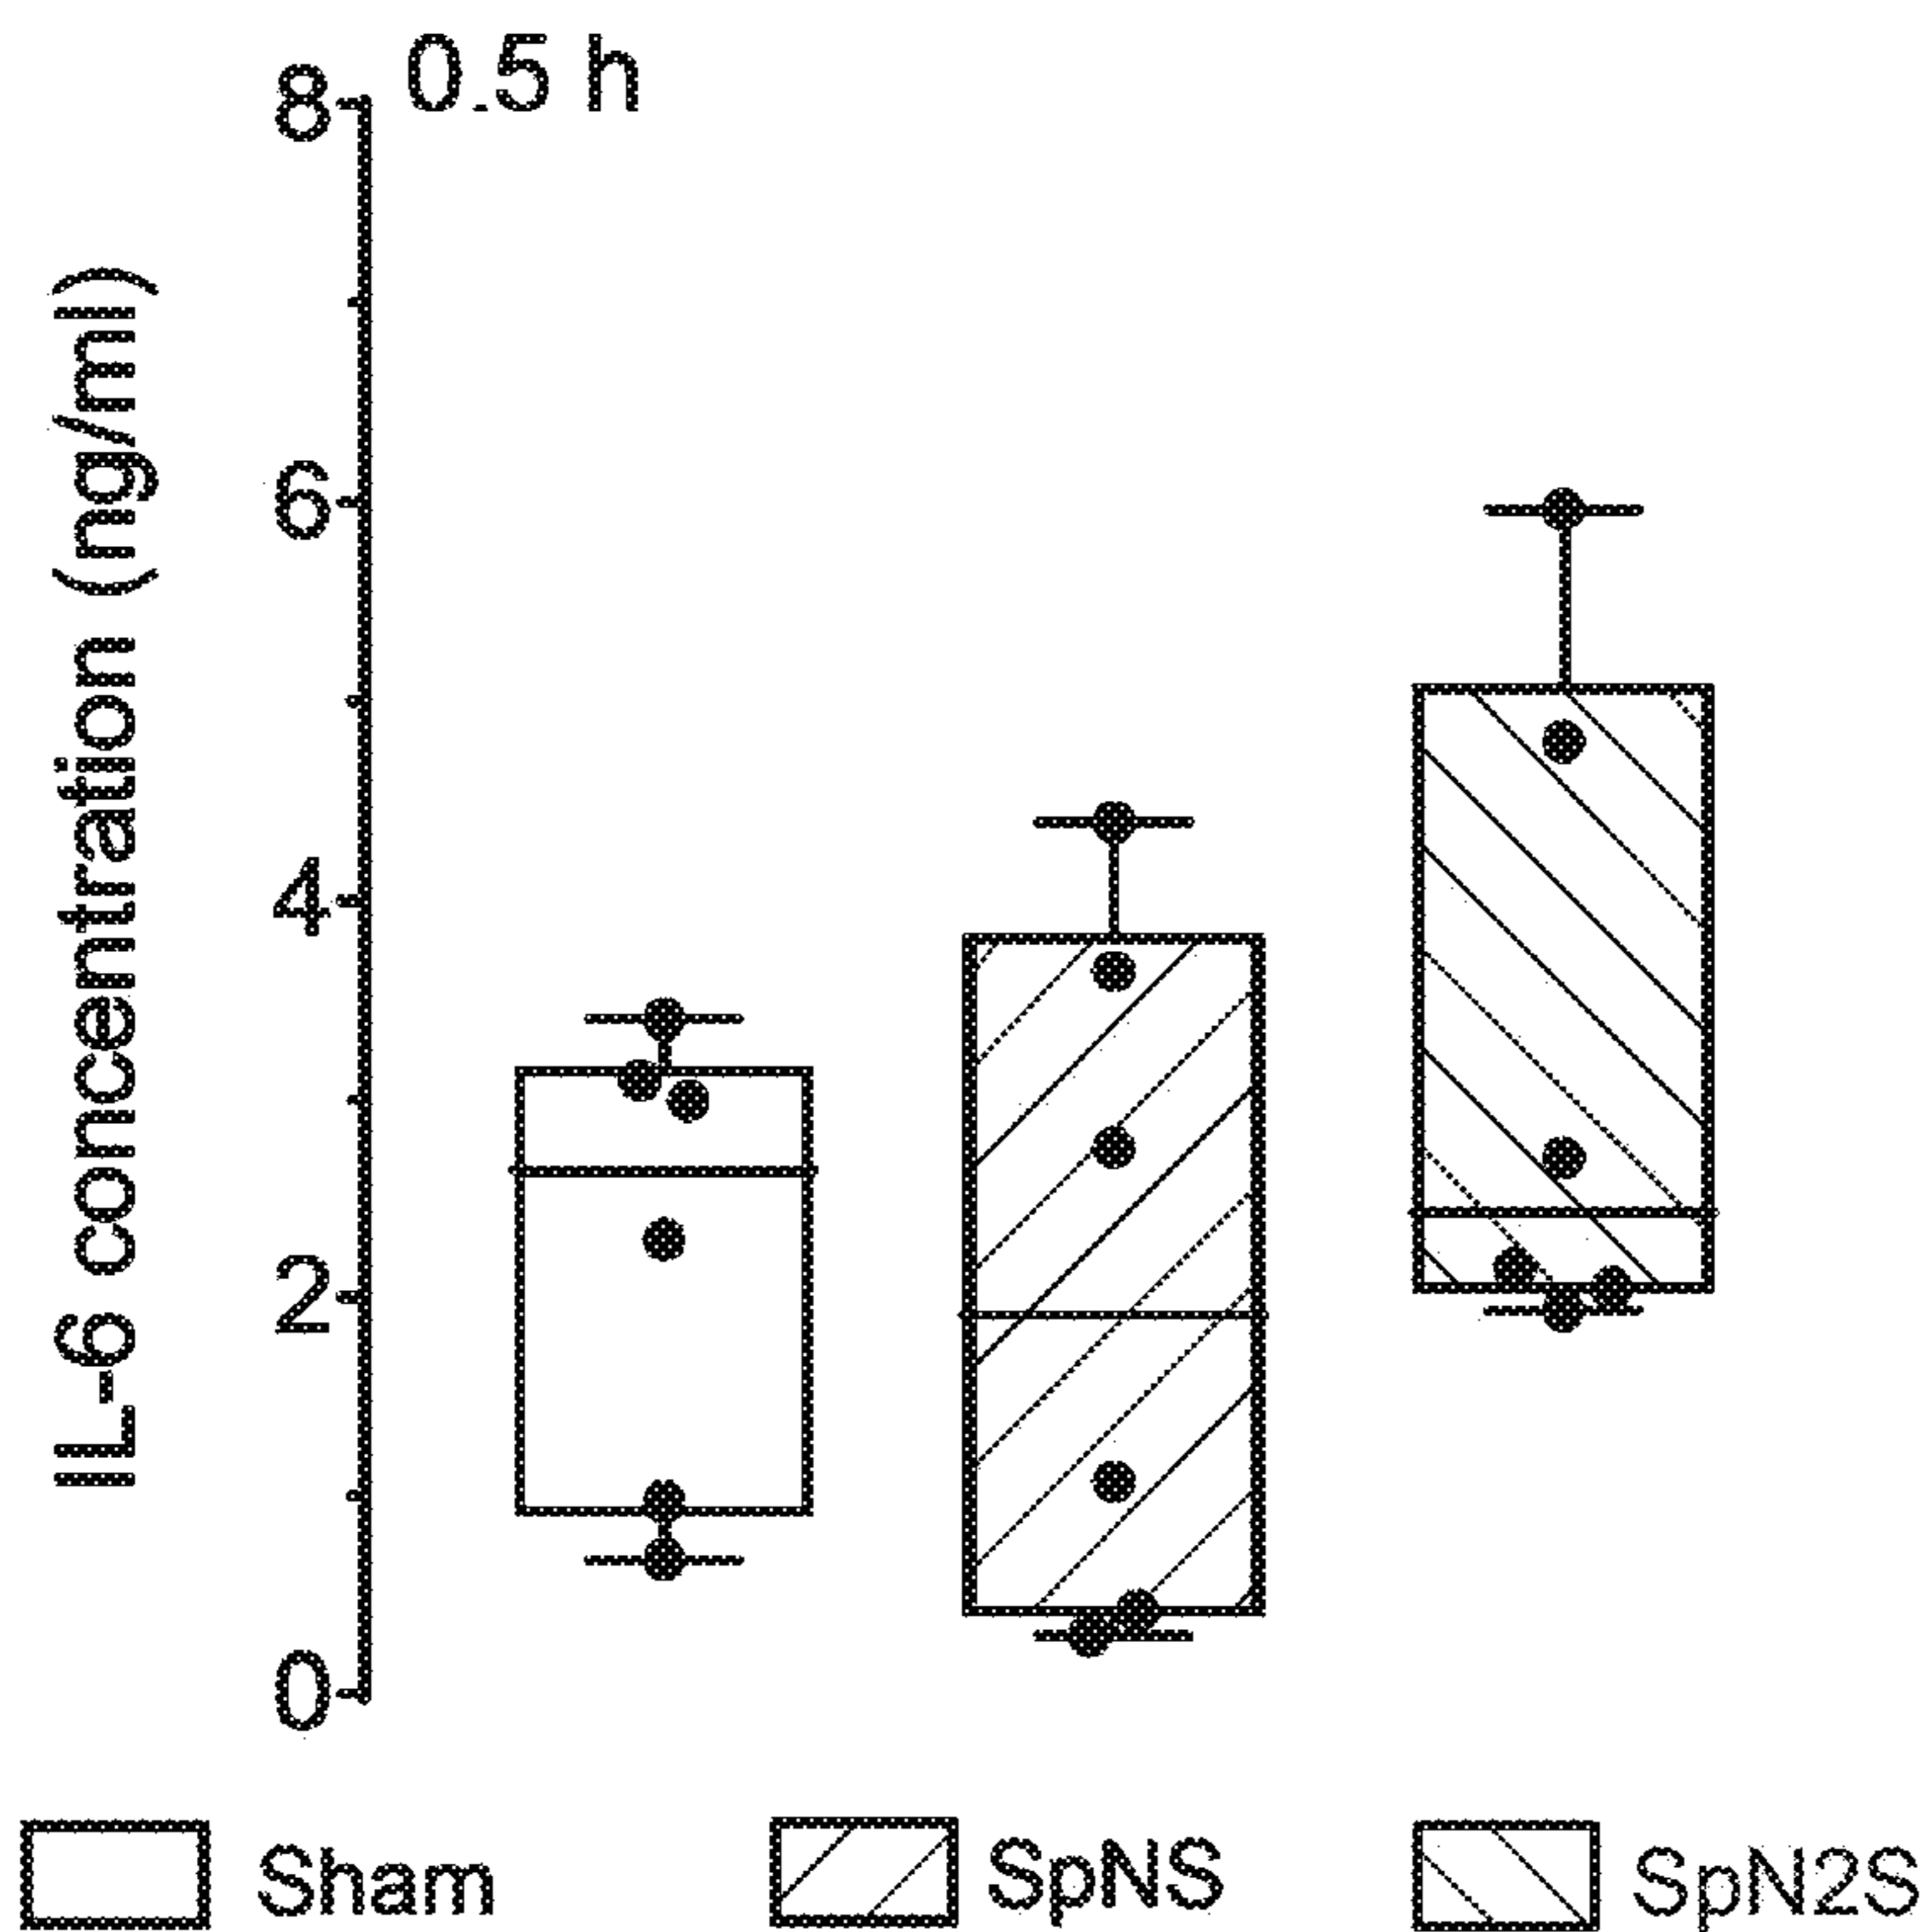 0.5 h
8
6
4
2
0
IL-6 concentration (ng/ml)
Sham
SpNS
SpN2S